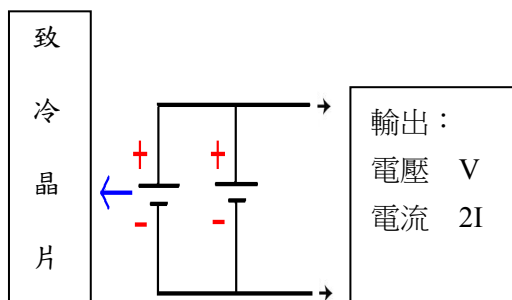 致
冷
晶
片
+ +
- -
輸出：
電壓 V
電流 2I